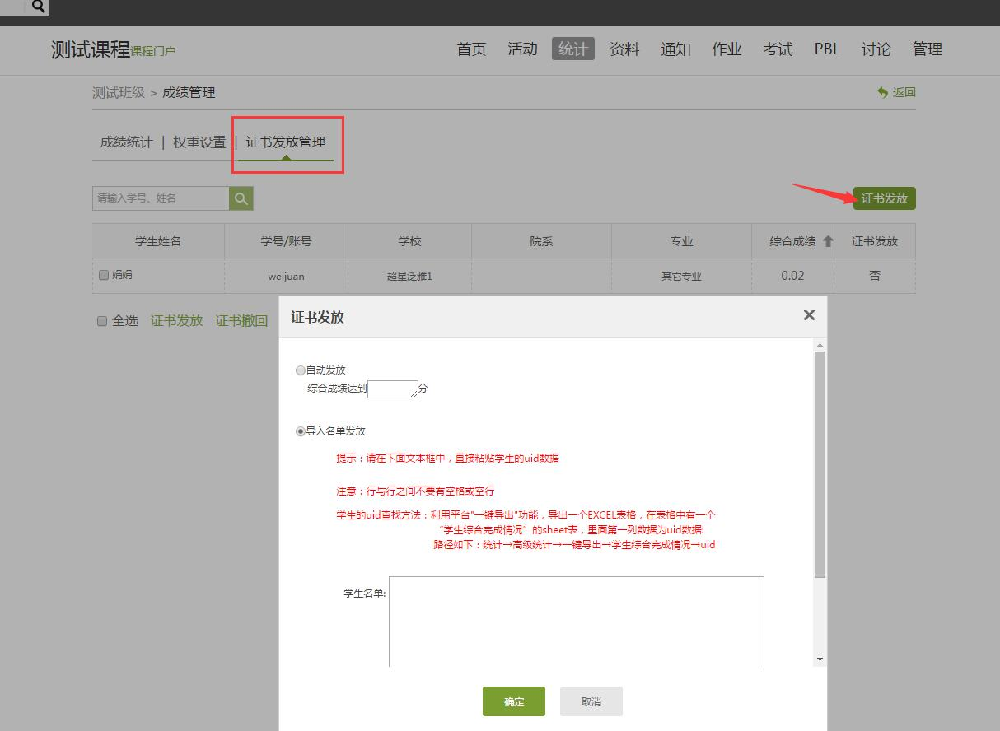 测试课程课程门户
首页 活动 统计 资料 通知 作业 考试 PBL 讨论 管理
测试班级 > 成绩管理
返回
成绩统计 | 权重设置 | 证书发放管理
请输入学号、姓名
证书发放
学生姓名 学号/账号 学校 院系 专业 综合成绩 证书发放
娟娟 weijuan 超星泛雅1 其它专业 0.02 否
全选 证书发放 证书撤回
证书发放
自动发放
综合成绩达到 分
导入名单发放
提示：请在下面文本框中，直接粘贴学生的uid数据
注意：行与行之间不要有空格或空行
学生的uid查找方法：利用平台"一键导出"功能，导出一个EXCEL表格，在表格中有一个
“学生综合完成情况”的sheet表，里面第一列数据为uid数据:
路径如下：统计→高级统计→一键导出→学生综合完成情况→uid
学生名单:
确定 取消